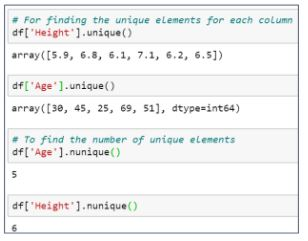 # For finding the unique elements for each column
df['Height'].unique()
array([5.9, 6.8, 6.1, 7.1, 6.2, 6.5])
df['Age'].unique()
array([30, 45, 25, 69, 51], dtype=int64)
# To find the number of unique elements
df['Age'].nunique()
5
df['Height'].nunique()
6